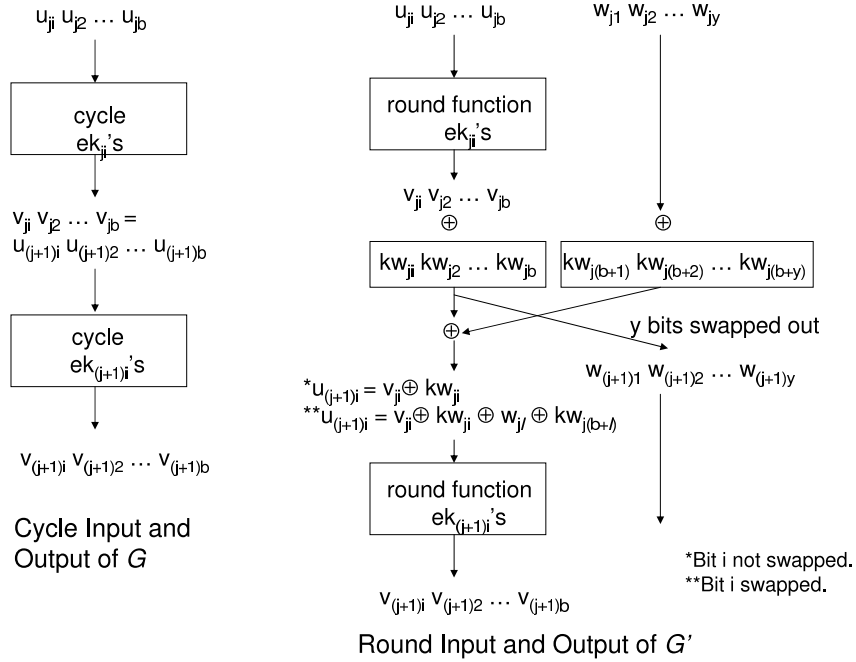 u_ji u_j2 … u_jb
cycle
ek_ji's
v_ji v_j2 … v_jb =
u_(j+1)i u_(j+1)2 … u_(j+1)b
cycle
ek_(j+1)i's
v_(j+1)i v_(j+1)2 … v_(j+1)b
Cycle Input and
Output of G
u_ji u_j2 … u_jb
w_j1 w_j2 … w_jy
round function
ek_ji's
v_ji v_j2 … v_jb
⊕
⊕
kw_ji kw_j2 … kw_jb
kw_j(b+1) kw_j(b+2) … kw_j(b+y)
⊕
y bits swapped out
w_(j+1)1 w_(j+1)2 … w_(j+1)y
*u_(j+1)i = v_ji ⊕ kw_ji
**u_(j+1)i = v_ji ⊕ kw_ji ⊕ w_jl ⊕ kw_j(b+l)
round function
ek_(j+1)i's
v_(j+1)i v_(j+1)2 … v_(j+1)b
*Bit i not swapped.
**Bit i swapped.
Round Input and Output of G'